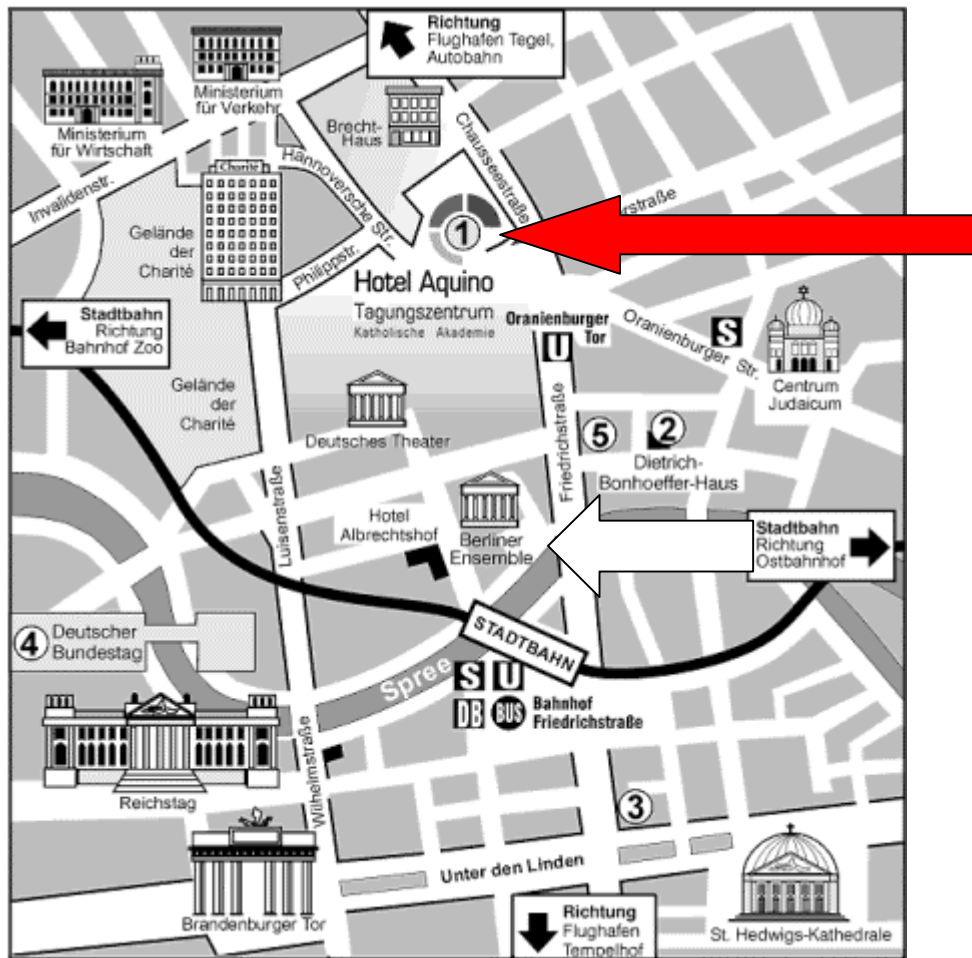 Richtung
Flughafen Tegel,
Autobahn
Ministerium
für Verkehr
Ministerium
für Wirtschaft
Brecht-
Haus
Chausseestraße
Hannoversche Str.
Invalidenstr.
Charité
Gelände
der
Charité
Philippstr.
1
Hotel Aquino
Tagungszentrum
Katholische Akademie
Stadtbahn
Richtung
Bahnhof Zoo
Oranienburger
Tor
U
Oranienburger Str.
S
Centrum
Judaicum
Gelände
der
Charité
Deutsches Theater
Friedrichstraße
5
2
Dietrich-
Bonhoeffer-Haus
Luisenstraße
Hotel
Albrechtshof
Berliner
Ensemble
Stadtbahn
Richtung
Ostbahnhof
4
Deutscher
Bundestag
STADTBAHN
Spree
S U
DB BUS
Bahnhof
Friedrichstraße
Reichstag
Wilhelmstraße
3
Unter den Linden
Brandenburger Tor
Richtung
Flughafen
Tempelhof
St. Hedwigs-Kathedrale